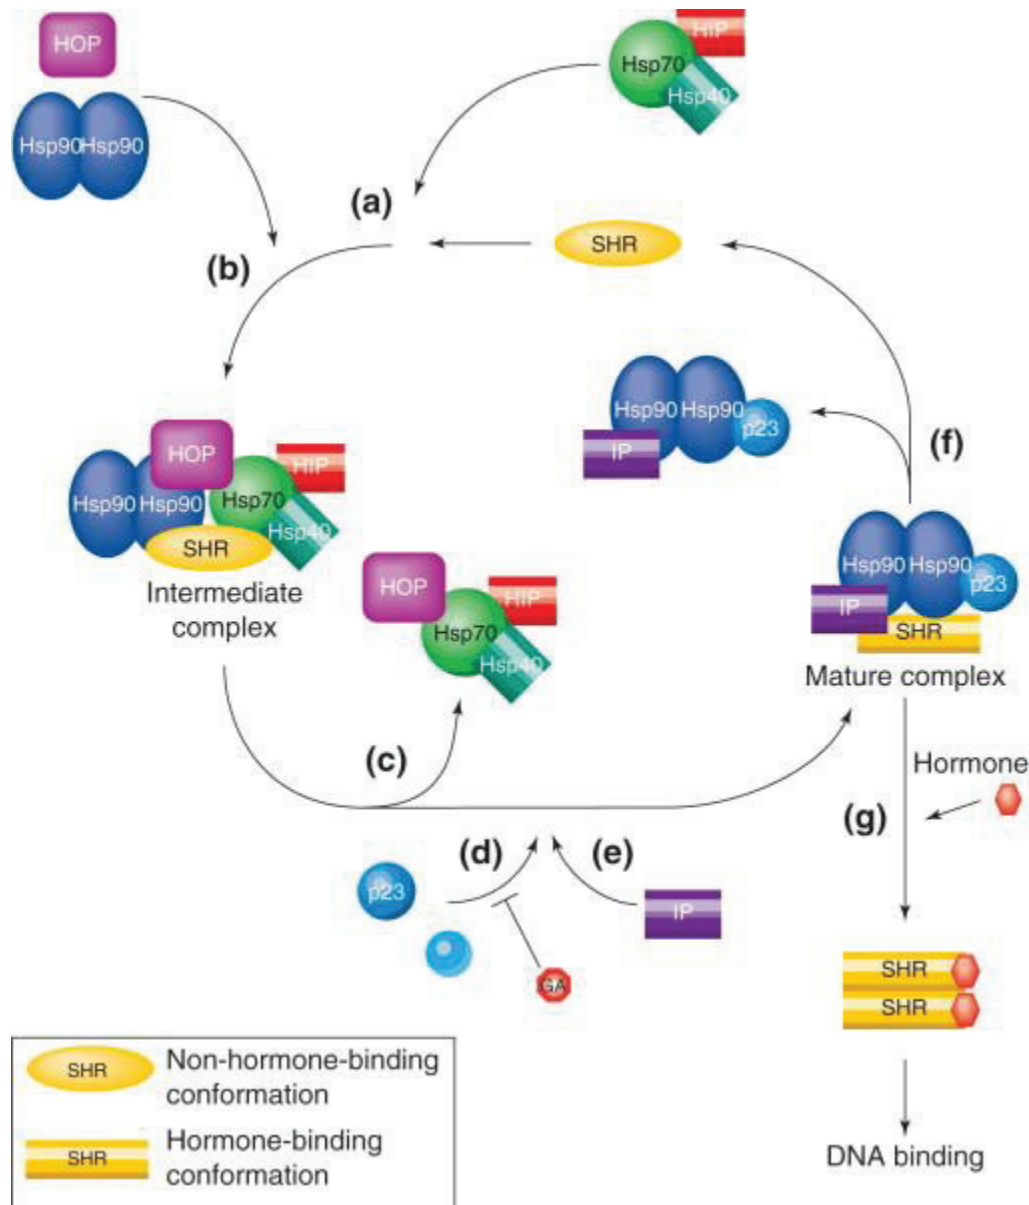 HOP
HIP
Hsp70
Hsp40
Hsp90 Hsp90
(a)
SHR
(b)
Hsp90 Hsp90
p23
IP
(f)
HOP
HIP
Hsp90 Hsp90
Hsp70
Hsp40
SHR
Intermediate
complex
HOP
HIP
Hsp70
Hsp40
Hsp90 Hsp90
p23
IP
SHR
Mature complex
(c)
Hormone
(g)
(d)
(e)
p23
IP
GA
SHR
SHR
SHR
Non-hormone-binding
conformation
SHR
Hormone-binding
conformation
DNA binding